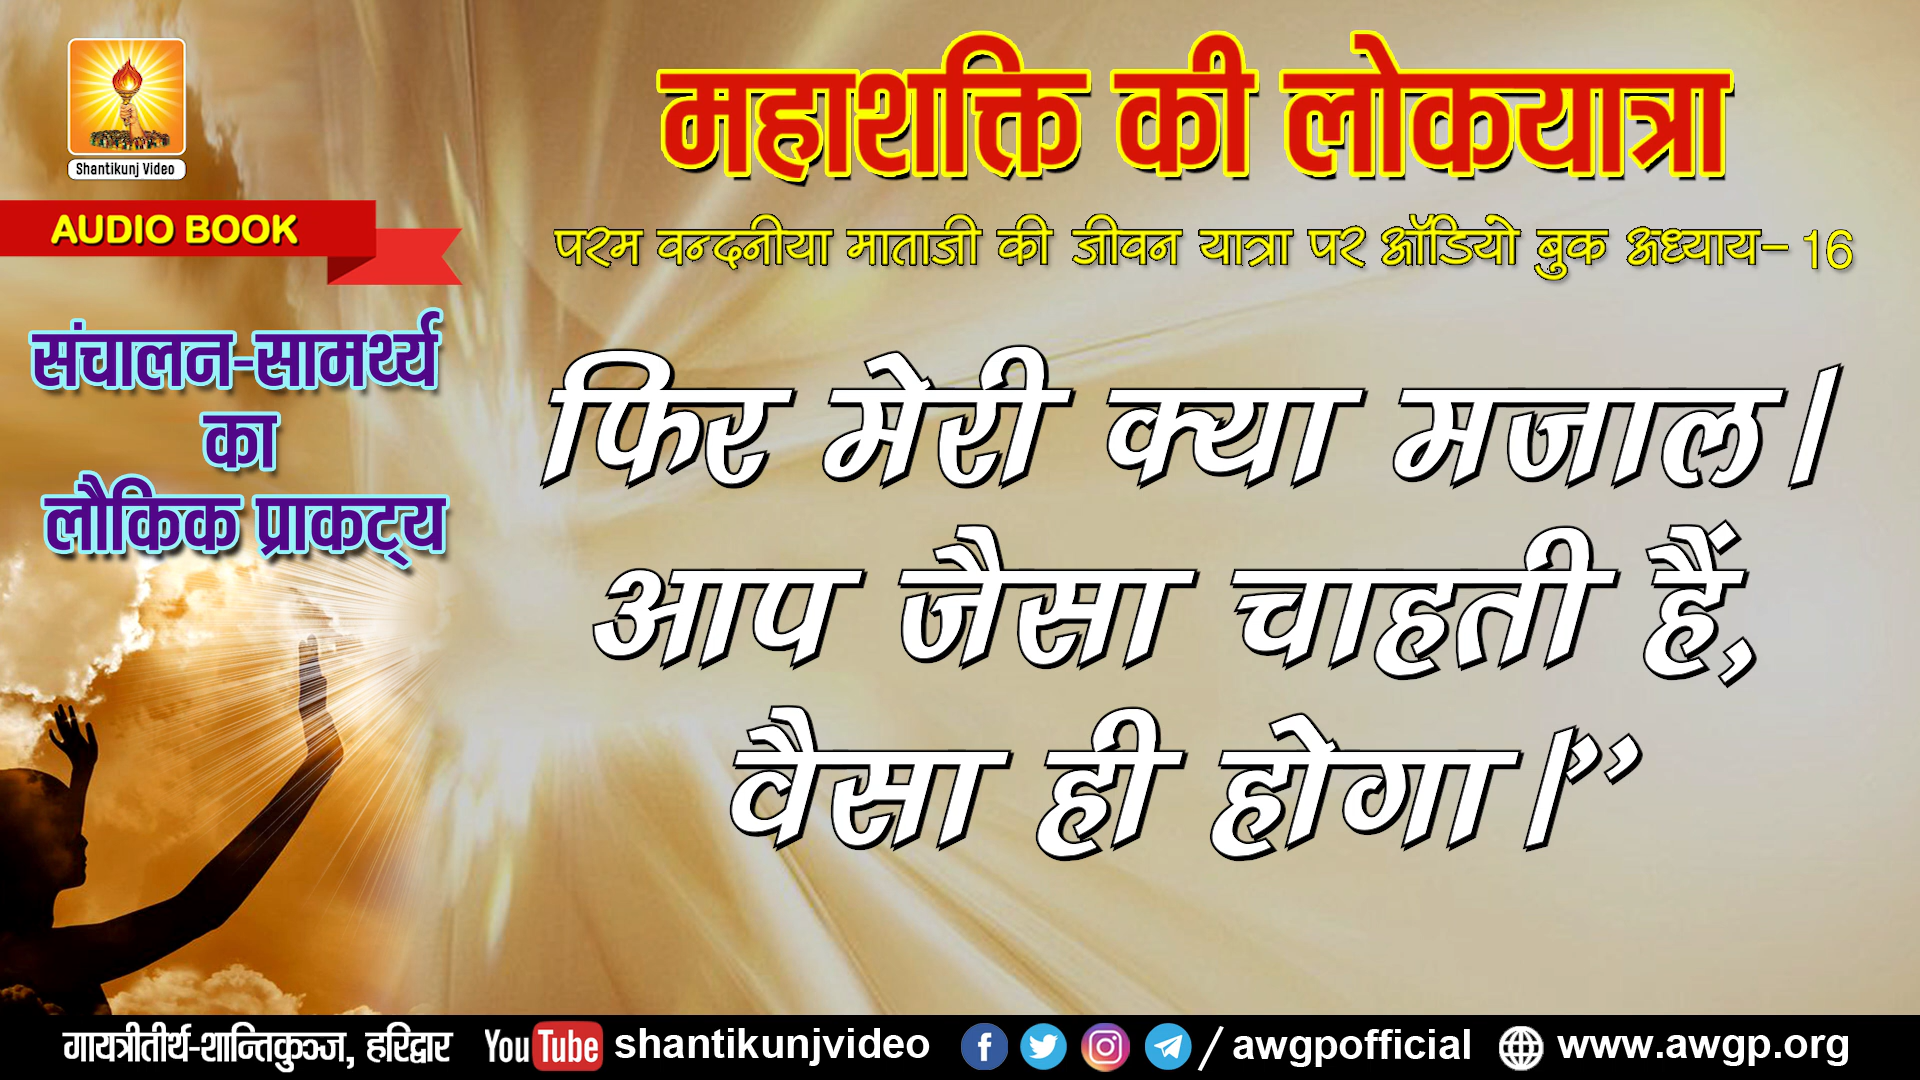 Shantikunj Video
महाशक्ति की लोकयात्रा
AUDIO BOOK
परम वन्दनीया माताजी की जीवन यात्रा पर ऑडियो बुक अध्याय- 16
संचालन-सामर्थ्य
का
लौकिक प्राकट्य
फिर मेरी क्या मजाल।
आप जैसा चाहती हैं,
वैसा ही होगा।”
गायत्रीतीर्थ-शान्तिकुञ्ज, हरिद्वार YouTube shantikunjvideo / awgpofficial www.awgp.org